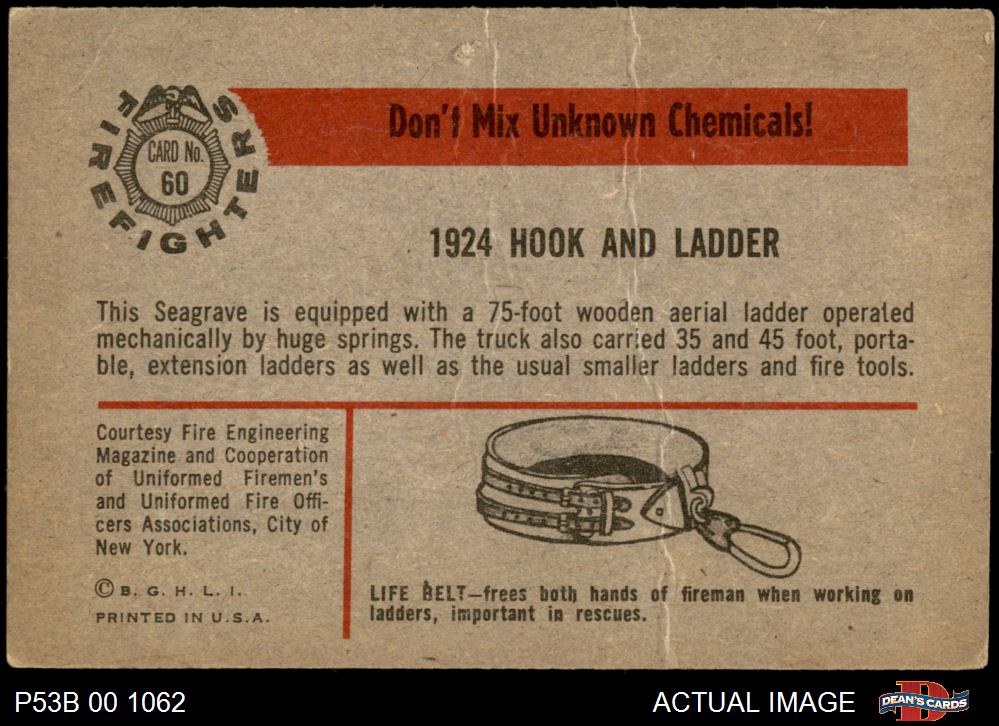 FIREFIGHTERS
CARD No.
60
Don't Mix Unknown Chemicals!
1924 HOOK AND LADDER
This Seagrave is equipped with a 75-foot wooden aerial ladder operated
mechanically by huge springs. The truck also carried 35 and 45 foot, porta-
ble, extension ladders as well as the usual smaller ladders and fire tools.
Courtesy Fire Engineering
Magazine and Cooperation
of Uniformed Firemen's
and Uniformed Fire Offi-
cers Associations, City of
New York.
© B. G. H. L. I.
PRINTED IN U.S.A.
LIFE BELT—frees both hands of fireman when working on
ladders, important in rescues.
P53B 00 1062
ACTUAL IMAGE
DEAN'S CARDS